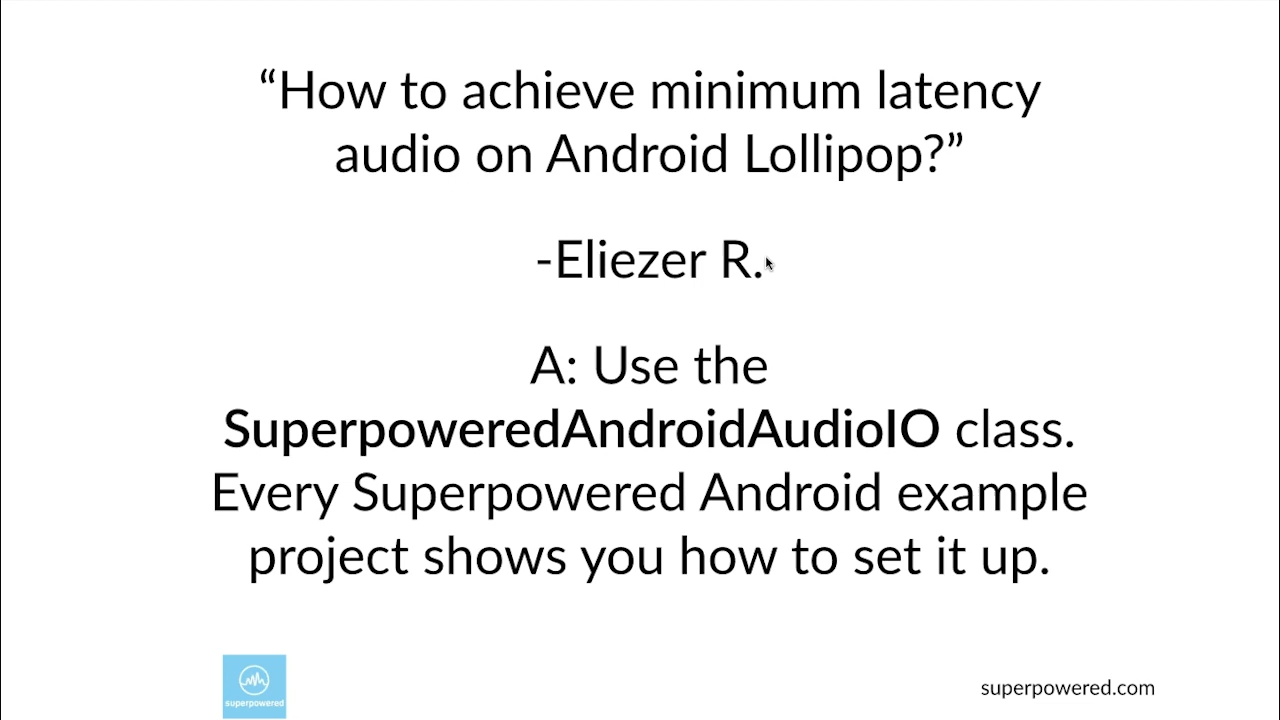 “How to achieve minimum latency
audio on Android Lollipop?”
-Eliezer R.
A: Use the
SuperpoweredAndroidAudioIO class.
Every Superpowered Android example
project shows you how to set it up.
superpowered
superpowered.com